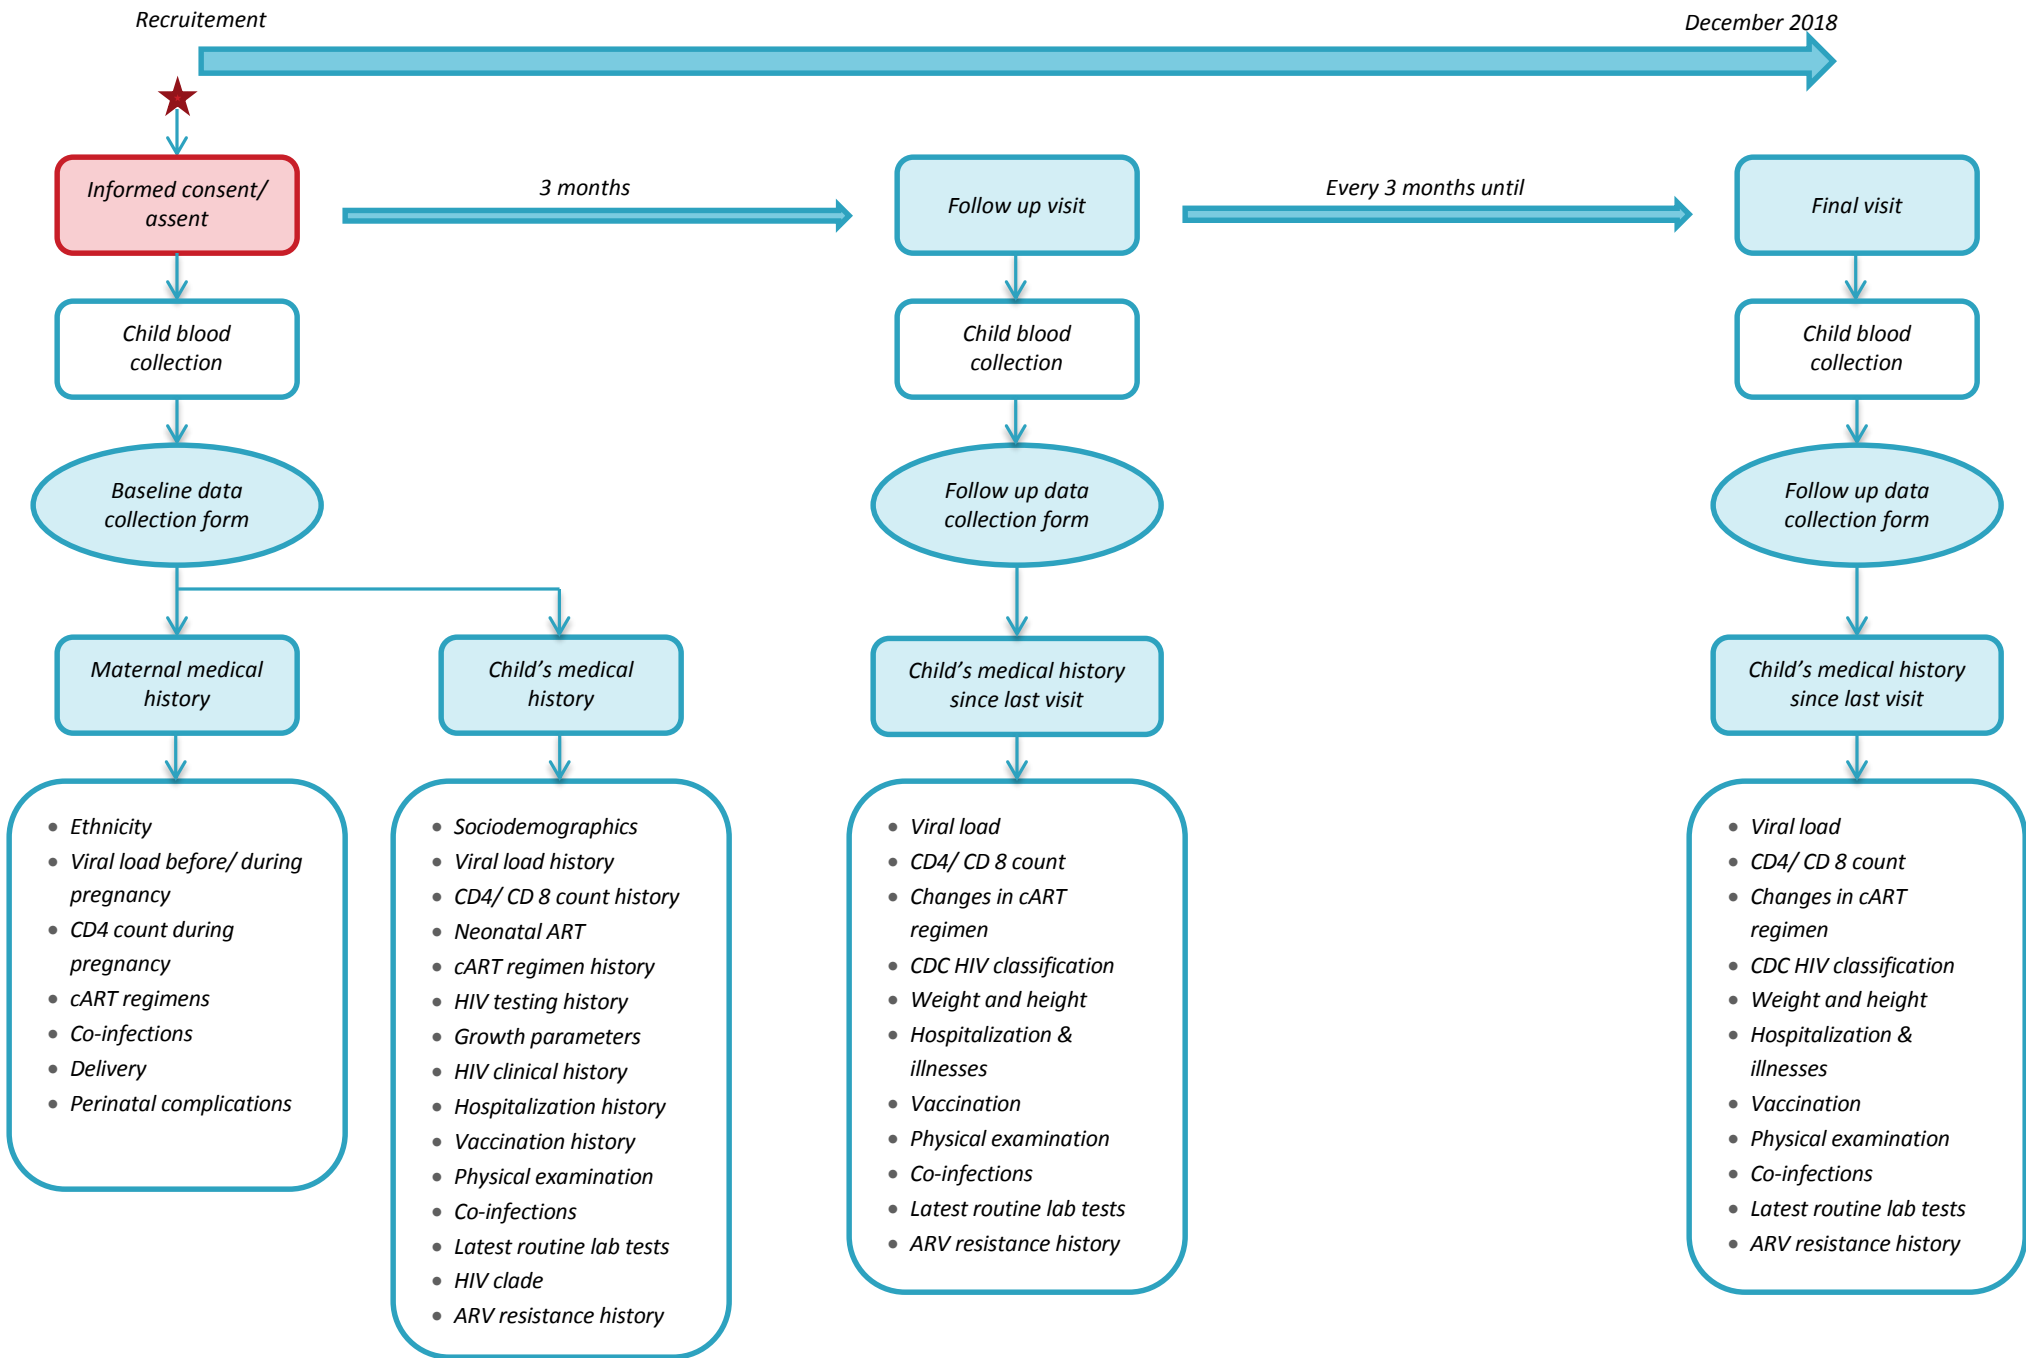 Recruitement
December 2018
Informed consent/
assent
3 months
Follow up visit
Every 3 months until
Final visit
Child blood
collection
Child blood
collection
Child blood
collection
Baseline data
collection form
Follow up data
collection form
Follow up data
collection form
Maternal medical
history
Child’s medical
history
Child’s medical history
since last visit
Child’s medical history
since last visit
• Ethnicity
• Viral load before/ during
pregnancy
• CD4 count during
pregnancy
• cART regimens
• Co-infections
• Delivery
• Perinatal complications
• Sociodemographics
• Viral load history
• CD4/ CD 8 count history
• Neonatal ART
• cART regimen history
• HIV testing history
• Growth parameters
• HIV clinical history
• Hospitalization history
• Vaccination history
• Physical examination
• Co-infections
• Latest routine lab tests
• HIV clade
• ARV resistance history
• Viral load
• CD4/ CD 8 count
• Changes in cART
regimen
• CDC HIV classification
• Weight and height
• Hospitalization &
illnesses
• Vaccination
• Physical examination
• Co-infections
• Latest routine lab tests
• ARV resistance history
• Viral load
• CD4/ CD 8 count
• Changes in cART
regimen
• CDC HIV classification
• Weight and height
• Hospitalization &
illnesses
• Vaccination
• Physical examination
• Co-infections
• Latest routine lab tests
• ARV resistance history